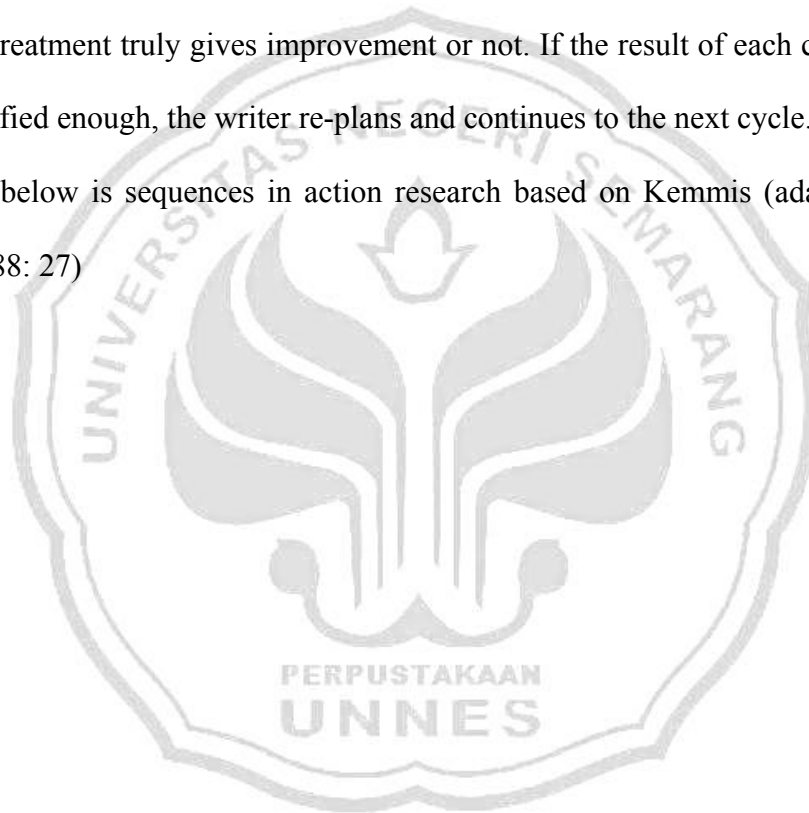 reatment truly gives improvement or not. If the result of each c
fied enough, the writer re-plans and continues to the next cycle.
below is sequences in action research based on Kemmis (ada
88: 27)
UNIVERSITAS NEGERI SEMARANG
PERPUSTAKAAN
UNNES